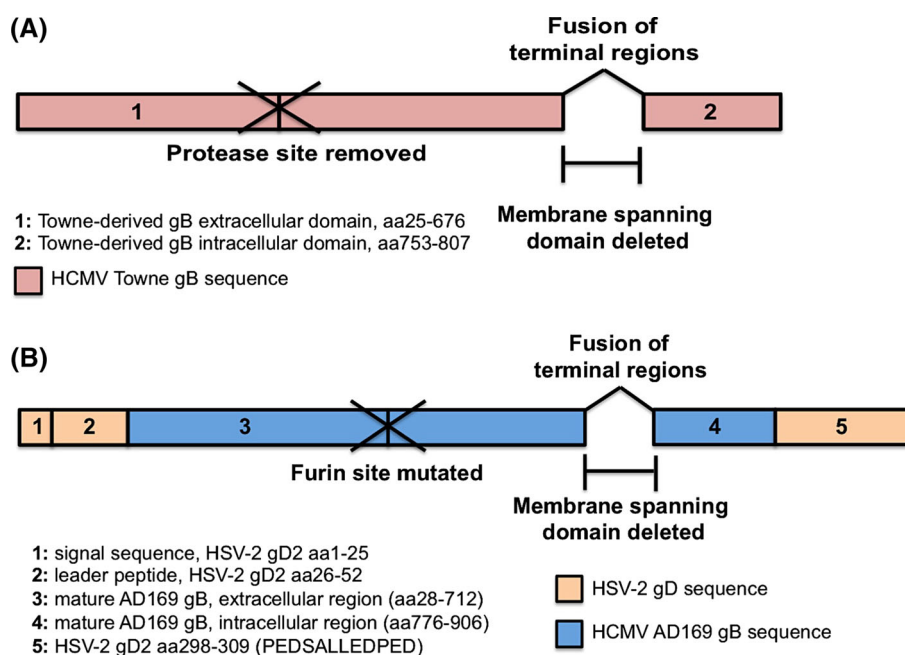 (A)
Fusion of
terminal regions
1
2
Protease site removed
Membrane spanning
domain deleted
1: Towne-derived gB extracellular domain, aa25-676
2: Towne-derived gB intracellular domain, aa753-807
HCMV Towne gB sequence
(B)
Fusion of
terminal regions
1 2 3 4 5
Furin site mutated
Membrane spanning
domain deleted
1: signal sequence, HSV-2 gD2 aa1-25
2: leader peptide, HSV-2 gD2 aa26-52
3: mature AD169 gB, extracellular region (aa28-712)
4: mature AD169 gB, intracellular region (aa776-906)
5: HSV-2 gD2 aa298-309 (PEDSALLEDPED)
HSV-2 gD sequence
HCMV AD169 gB sequence